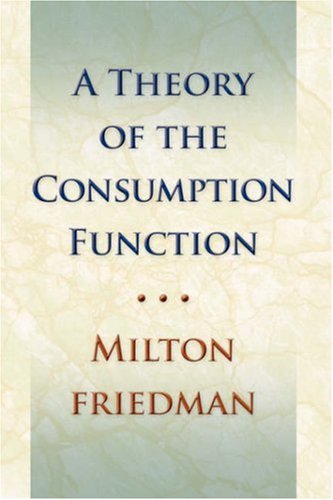 A Theory
of the
Consumption
Function
• • •
Milton
Friedman